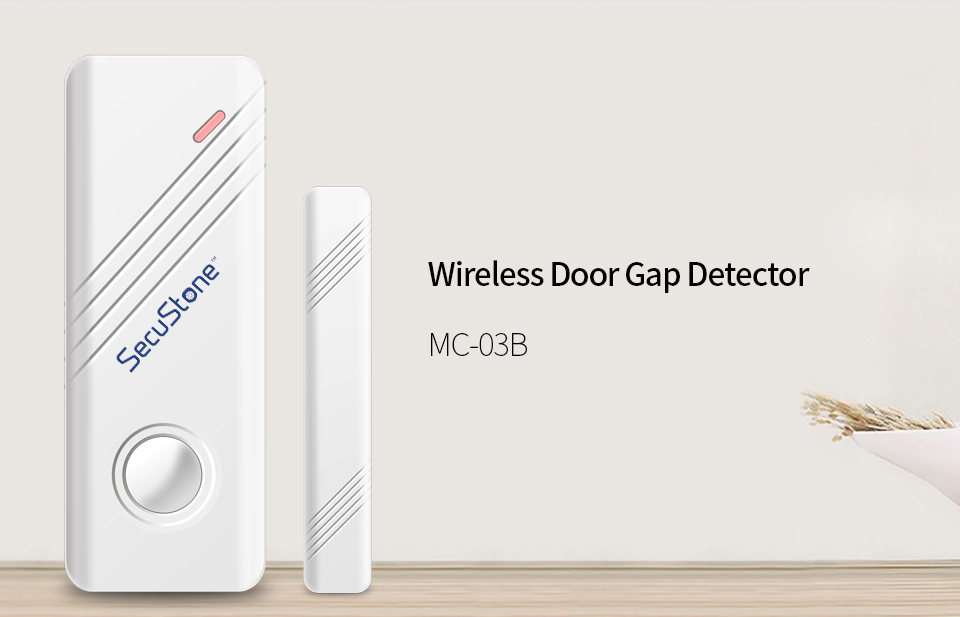 SecuStone™
Wireless Door Gap Detector
MC-03B